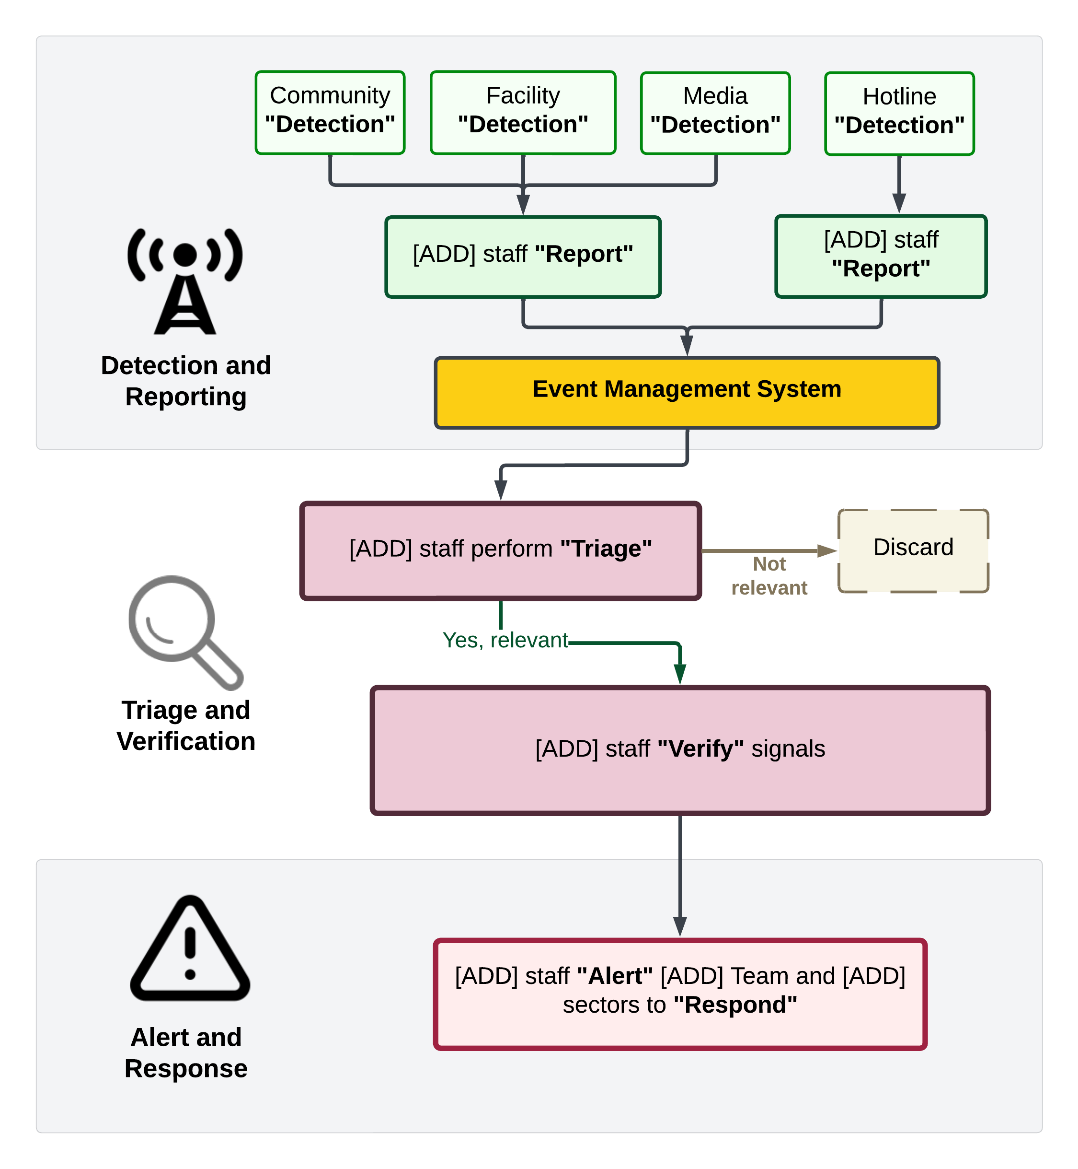 Community
"Detection"
Facility
"Detection"
Media
"Detection"
Hotline
"Detection"
[ADD] staff "Report"
[ADD] staff
"Report"
Detection and
Reporting
Event Management System
[ADD] staff perform "Triage"
Not
relevant
Discard
Yes, relevant
Triage and
Verification
[ADD] staff "Verify" signals
[ADD] staff "Alert" [ADD] Team and [ADD]
sectors to "Respond"
Alert and
Response